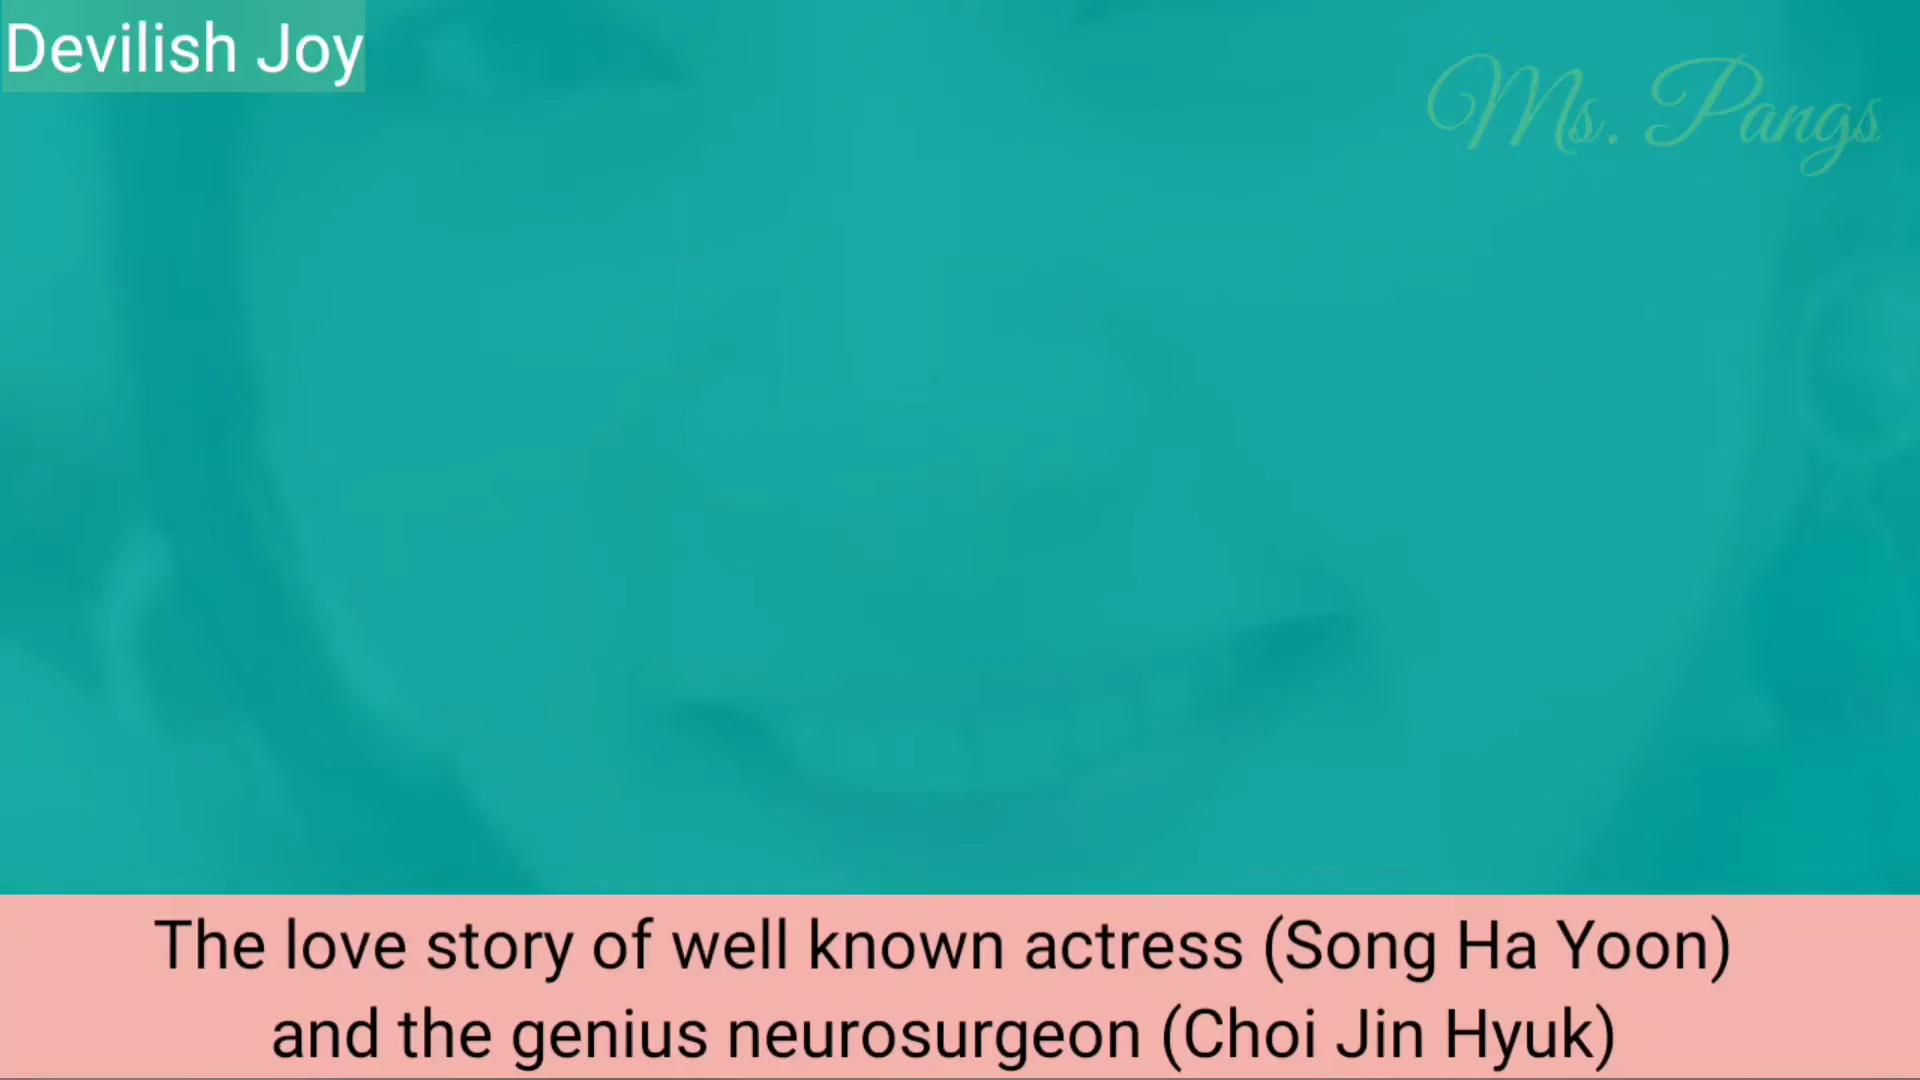 Devilish Joy
Ms. Pangs
The love story of well known actress (Song Ha Yoon)
and the genius neurosurgeon (Choi Jin Hyuk)